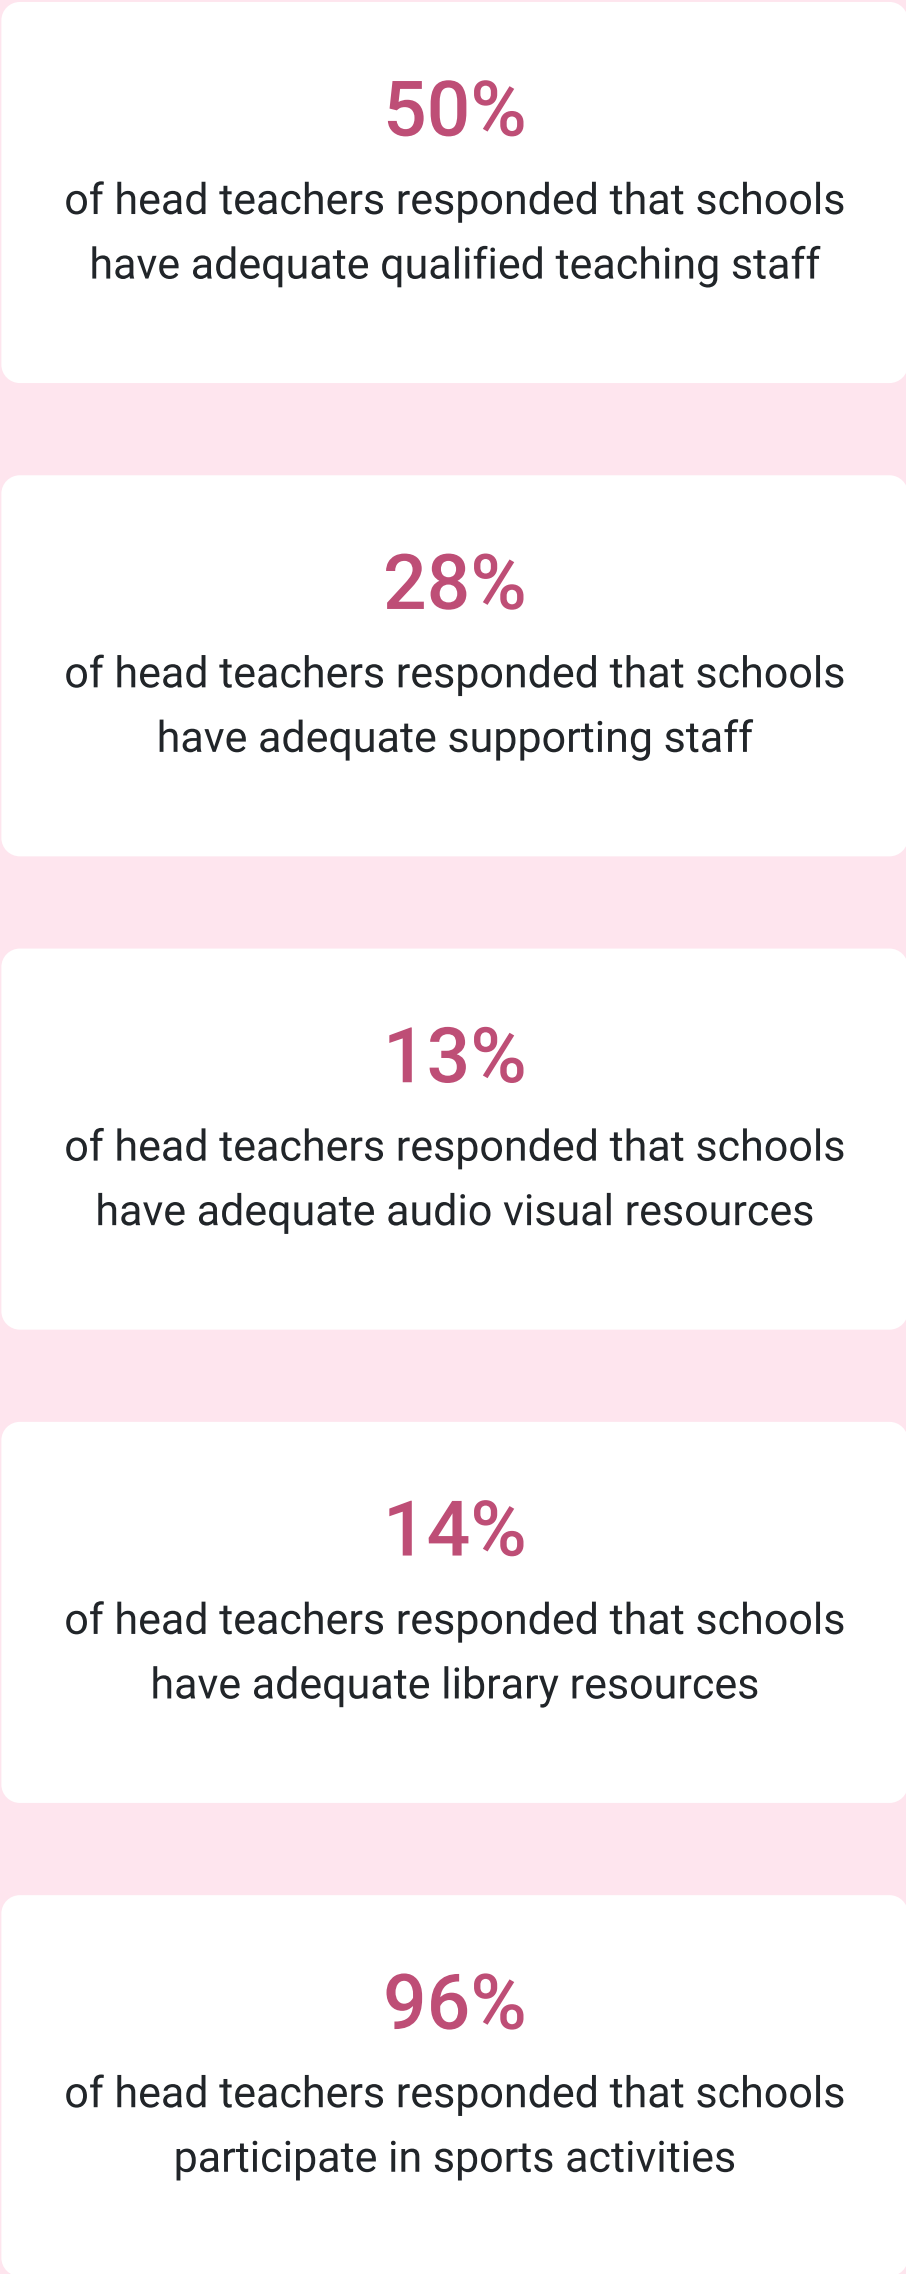 50%
of head teachers responded that schools
have adequate qualified teaching staff
28%
of head teachers responded that schools
have adequate supporting staff
13%
of head teachers responded that schools
have adequate audio visual resources
14%
of head teachers responded that schools
have adequate library resources
96%
of head teachers responded that schools
participate in sports activities